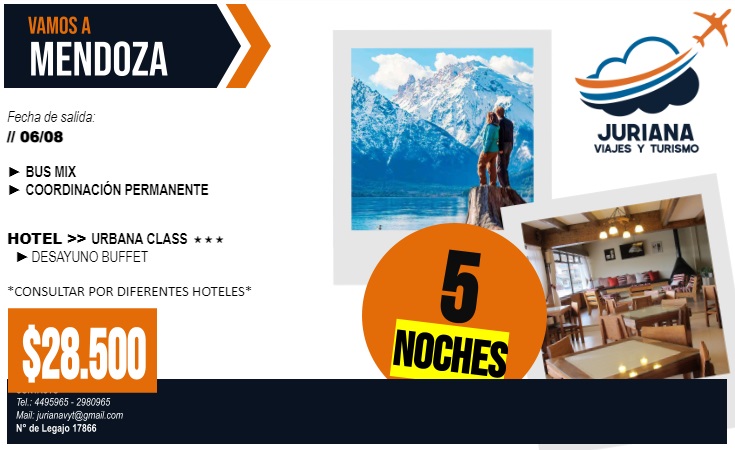 VAMOS A
MENDOZA
JURIANA
VIAJES Y TURISMO
Fecha de salida:
// 06/08
► BUS MIX
► COORDINACIÓN PERMANENTE
HOTEL >> URBANA CLASS ★★★
► DESAYUNO BUFFET
*CONSULTAR POR DIFERENTES HOTELES*
5
NOCHES
$28.500
Tel.: 4495965 - 2980965
Mail: jurianavyt@gmail.com
N° de Legajo 17866